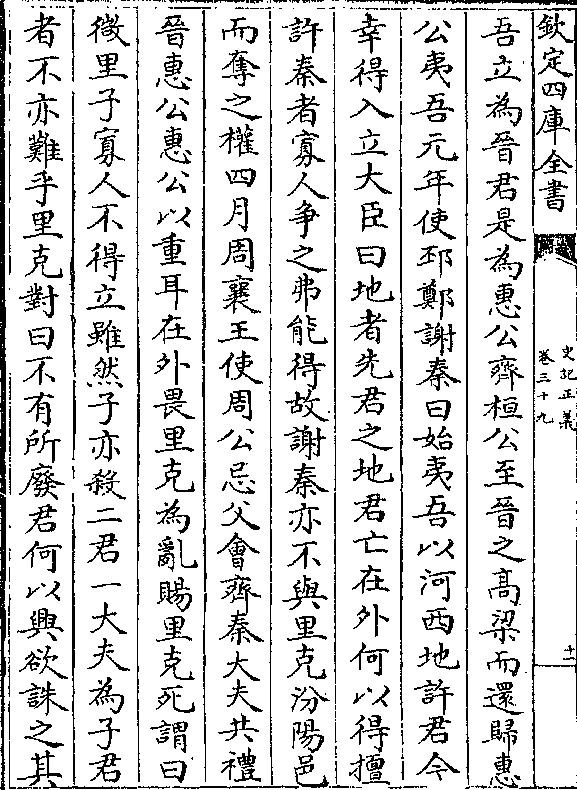 欽定四庫全書
史記正義
卷三十九
十一
吾立為晉君是為惠公齊桓公至晉之髙梁而還歸惠
公夷吾元年使邳鄭謝秦曰始夷吾以河西地許君今
幸得入立大臣曰地者先君之地君亡在外何以得擅
許秦者寡人爭之弗能得故謝秦亦不與里克汾陽邑
而奪之權四月周襄王使周公忌父會齊秦大夫共禮
晉惠公惠公以重耳在外畏里克為亂賜里克死謂曰
微里子寡人不得立雖然子亦殺二君一大夫為子君
者不亦難乎里克對曰不有所廢君何以興欲誅之其